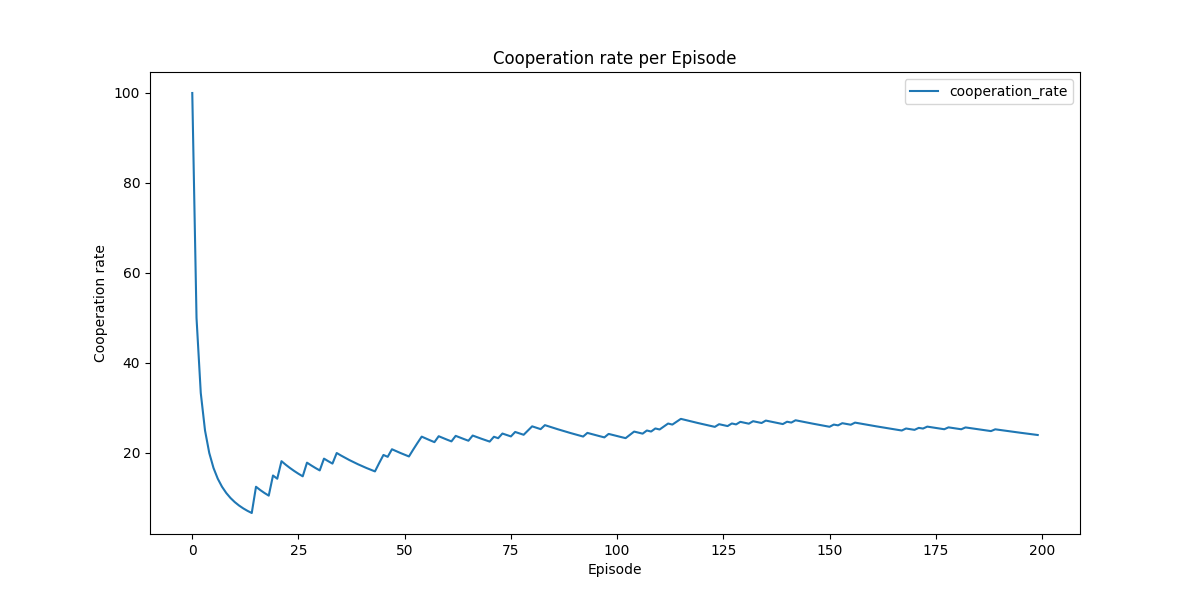 Cooperation rate per Episode
cooperation_rate
Cooperation rate
100
80
60
40
20
0 25 50 75 100 125 150 175 200
Episode